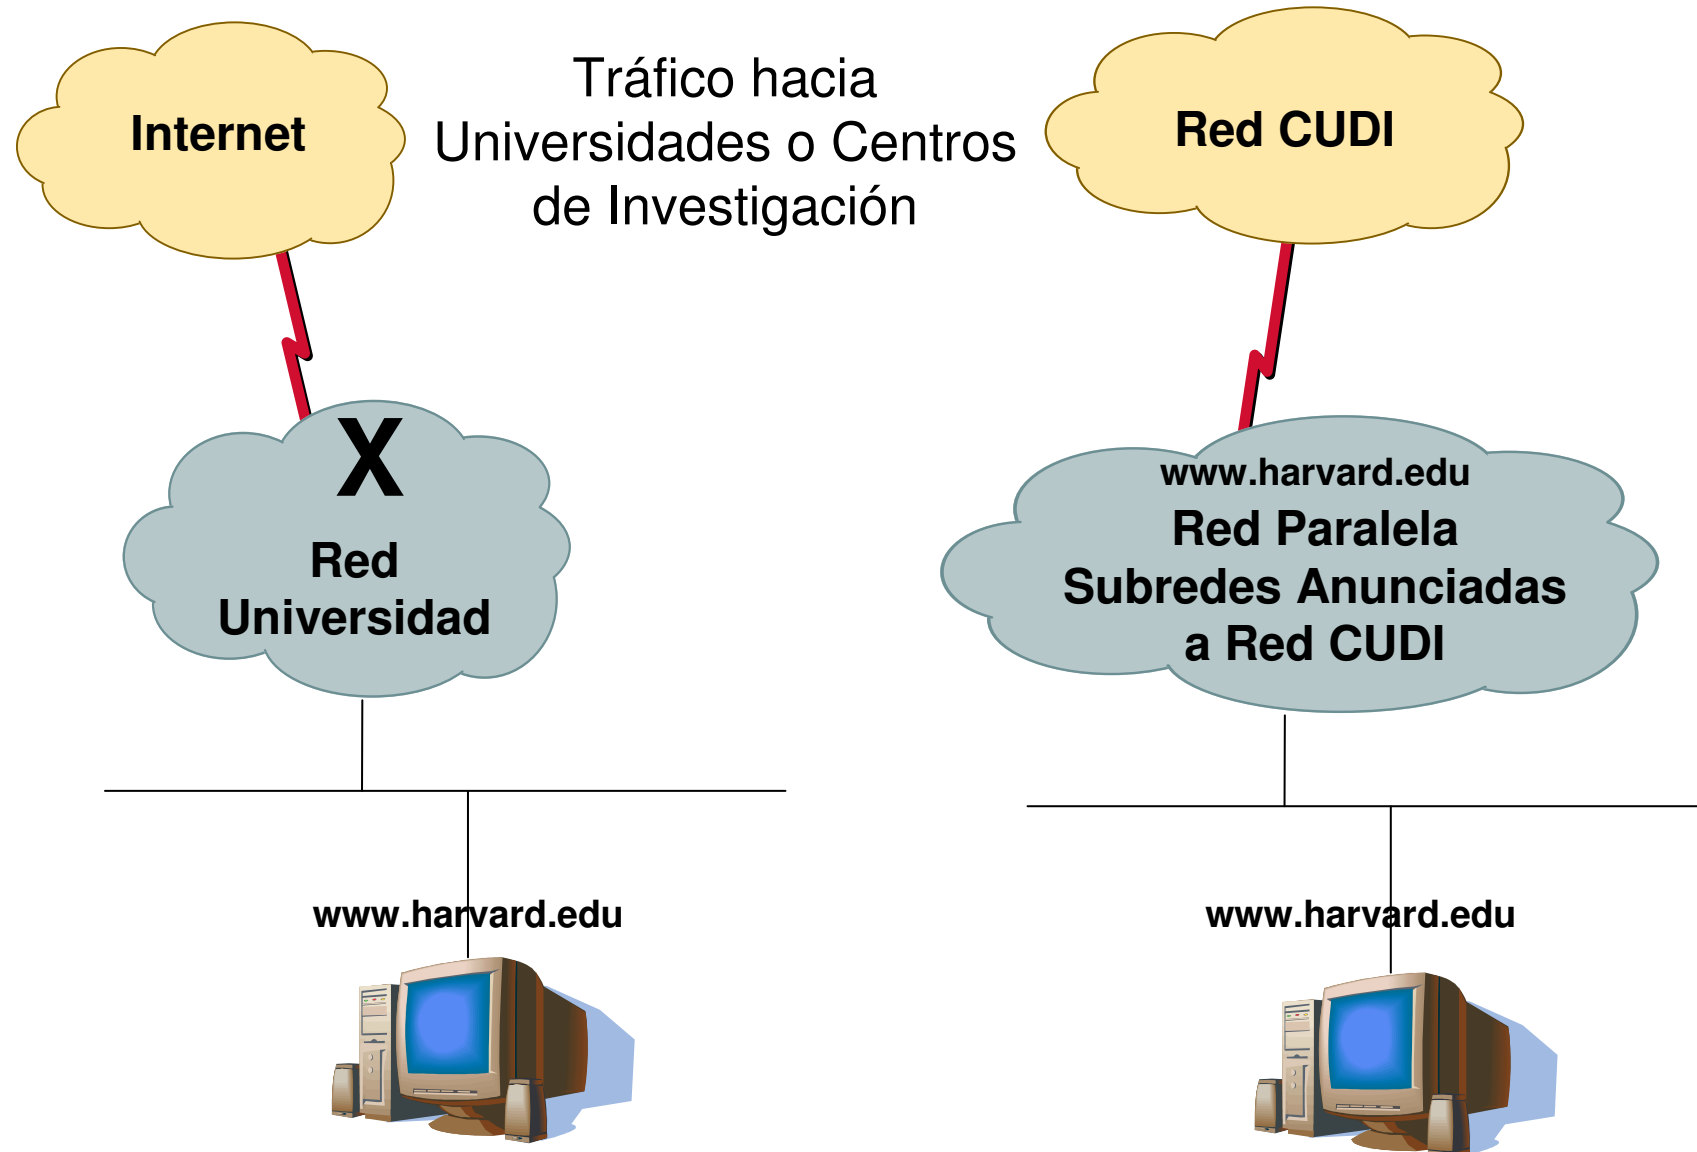 Internet
Tráfico hacia
Universidades o Centros
de Investigación
Red CUDI
X
Red
Universidad
www.harvard.edu
Red Paralela
Subredes Anunciadas
a Red CUDI
www.harvard.edu
www.harvard.edu